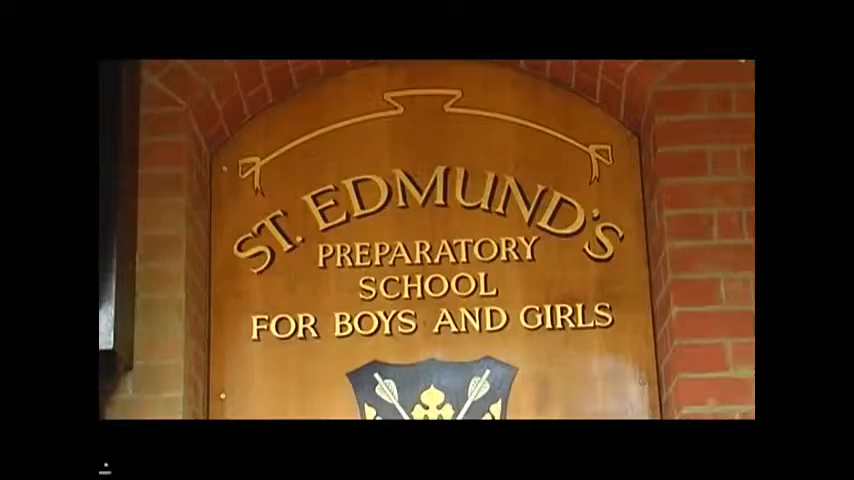 ST. EDMUND'S
PREPARATORY
SCHOOL
FOR BOYS AND GIRLS